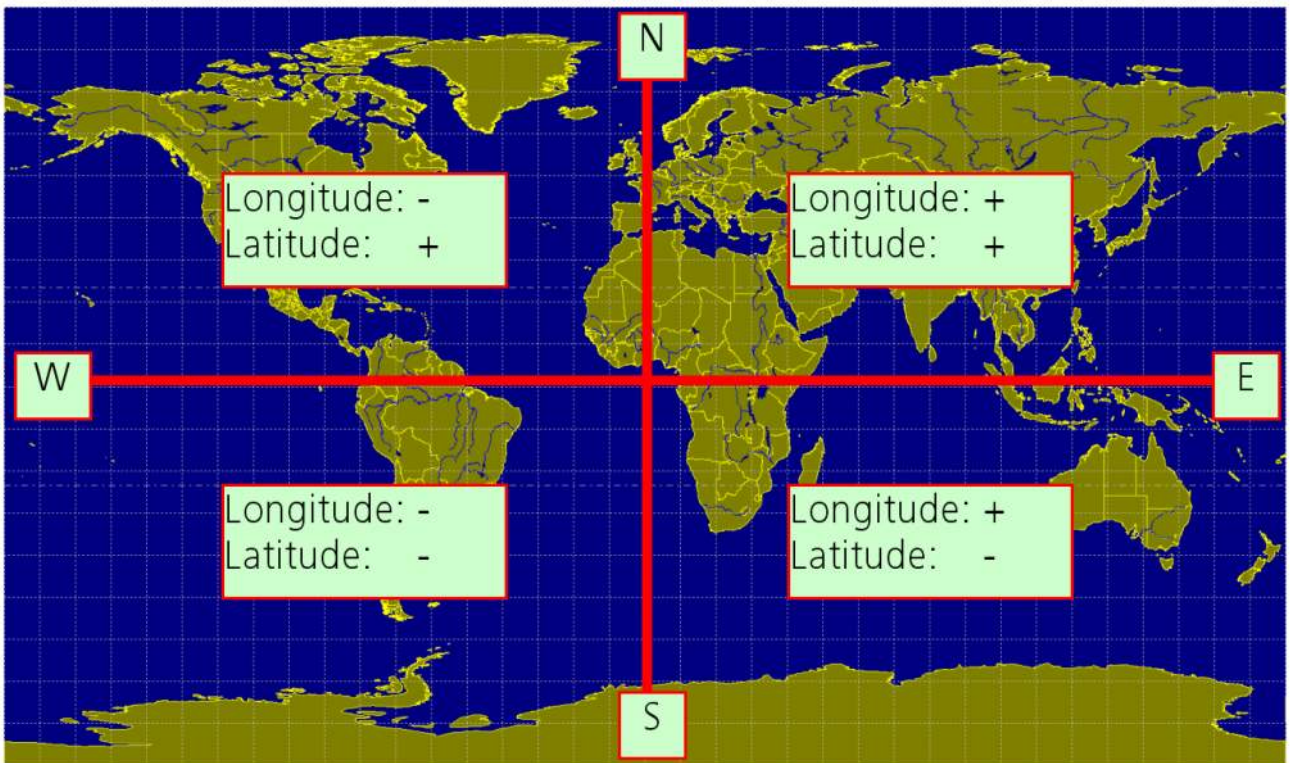 N
Longitude: -
Latitude: +
Longitude: +
Latitude: +
W
E
Longitude: -
Latitude: -
Longitude: +
Latitude: -
S